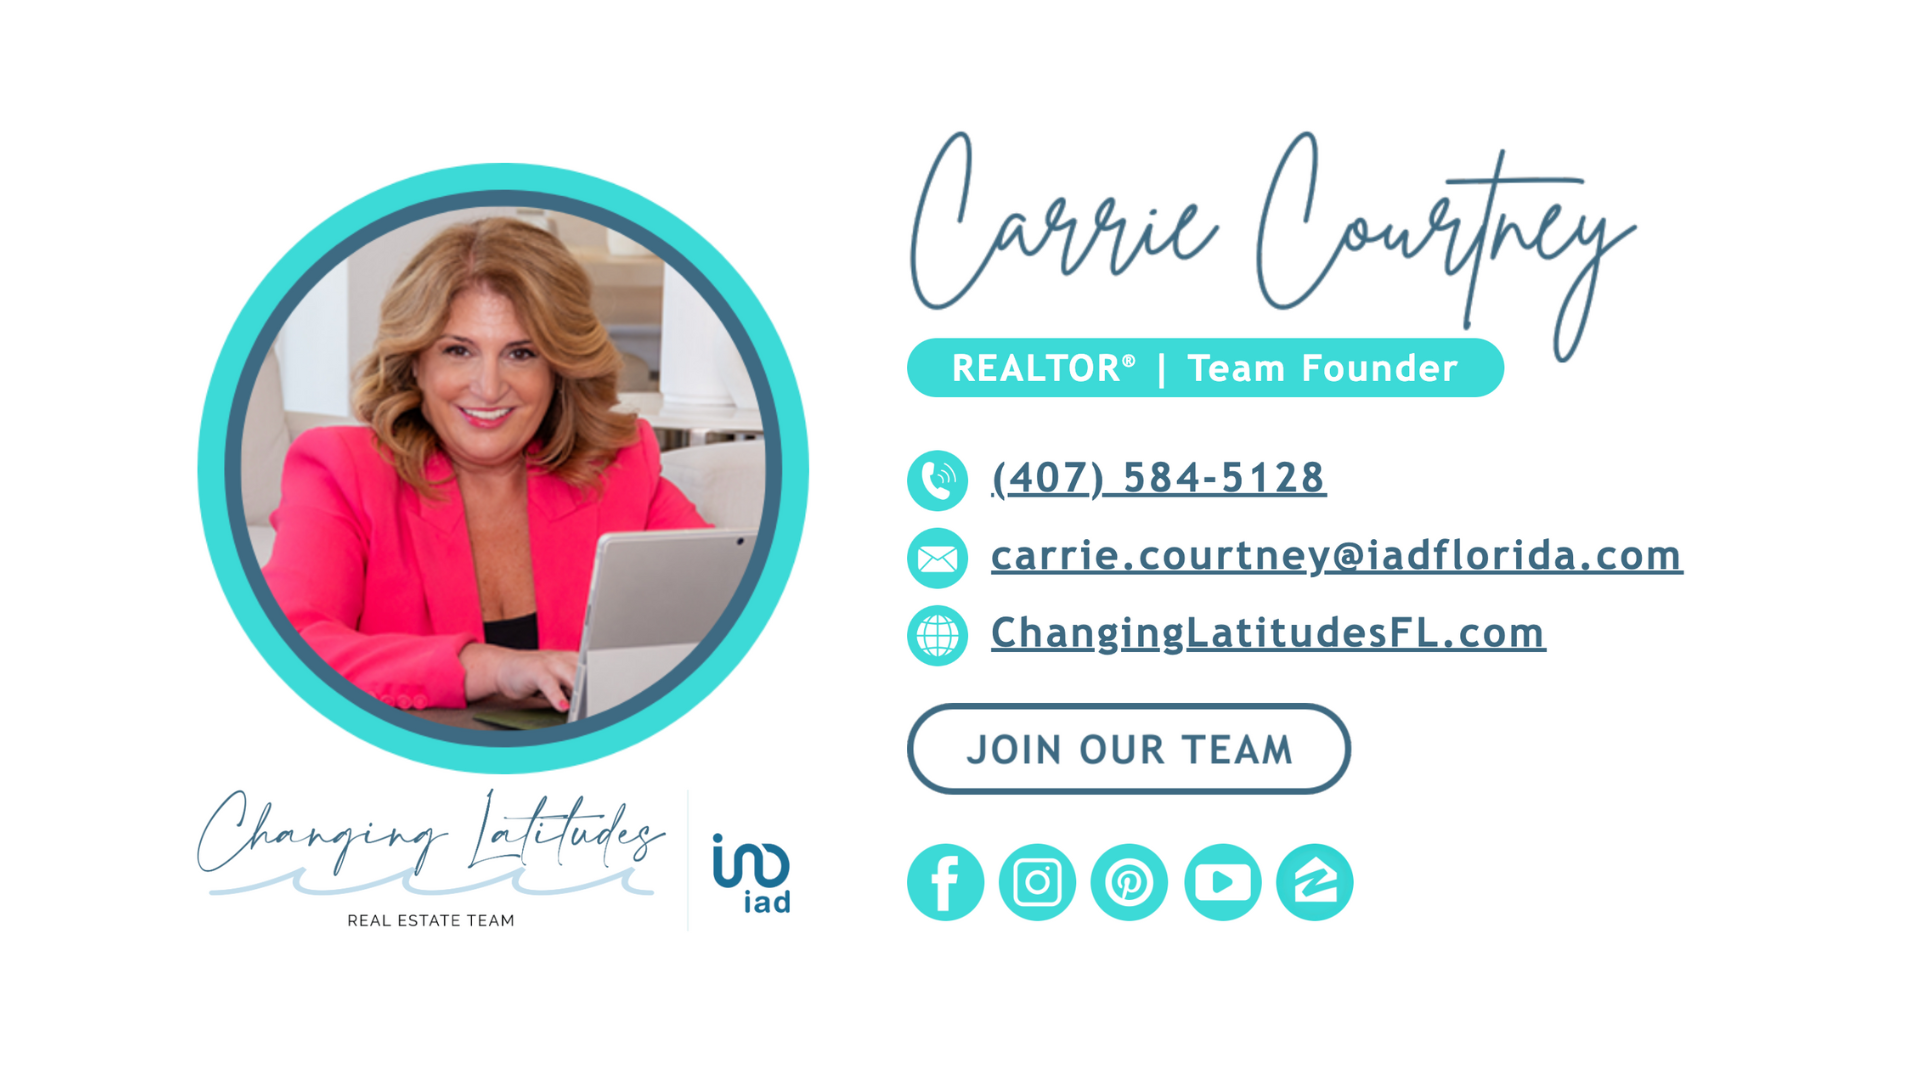 Carrie Courtney
REALTOR® | Team Founder
(407) 584-5128
carrie.courtney@iadflorida.com
ChangingLatitudesFL.com
JOIN OUR TEAM
Changing Latitudes
REAL ESTATE TEAM
iad